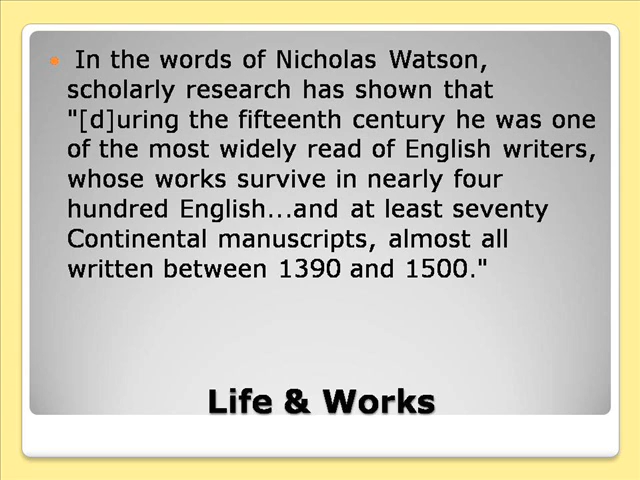 In the words of Nicholas Watson,
scholarly research has shown that
"[d]uring the fifteenth century he was one
of the most widely read of English writers,
whose works survive in nearly four
hundred English...and at least seventy
Continental manuscripts, almost all
written between 1390 and 1500."
Life & Works